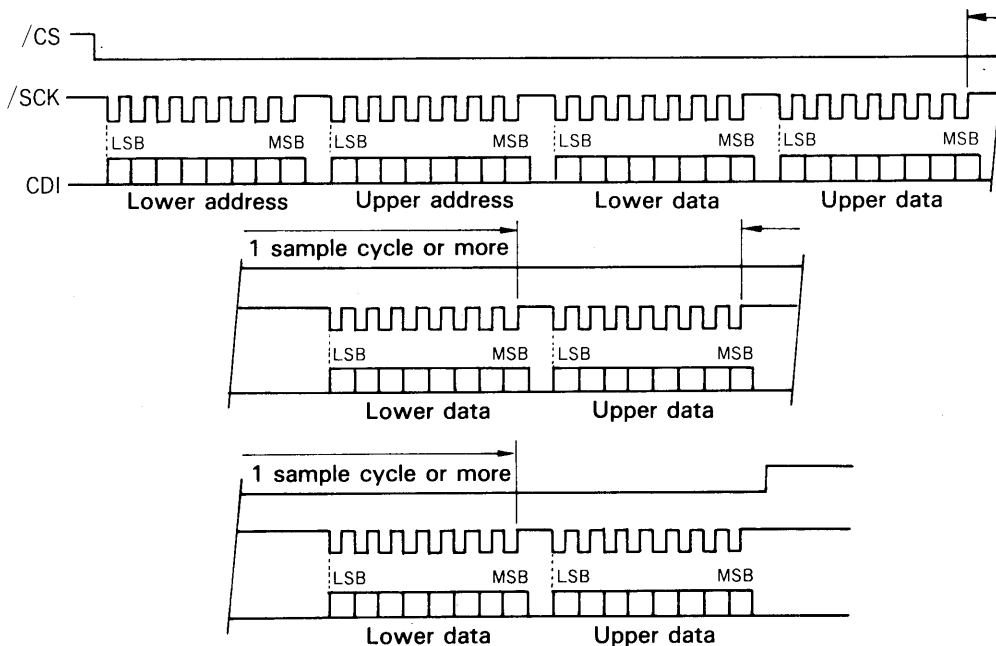 /CS
/SCK
LSB MSB LSB MSB LSB MSB LSB MSB
CDI
Lower address Upper address Lower data Upper data
1 sample cycle or more
LSB MSB LSB MSB
Lower data Upper data
1 sample cycle or more
LSB MSB LSB MSB
Lower data Upper data